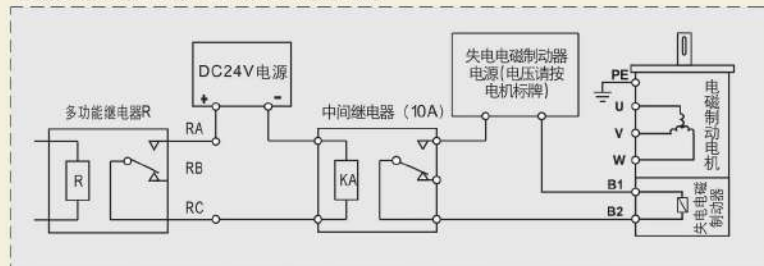 DC24V电源
+
-
多功能继电器R
RA
RB
RC
R
中间继电器（10A）
KA
失电电磁制动器
电源(电压请按
电机标牌)
PE
U
V
W
B1
B2
电磁制动电机
失电电磁
制动器